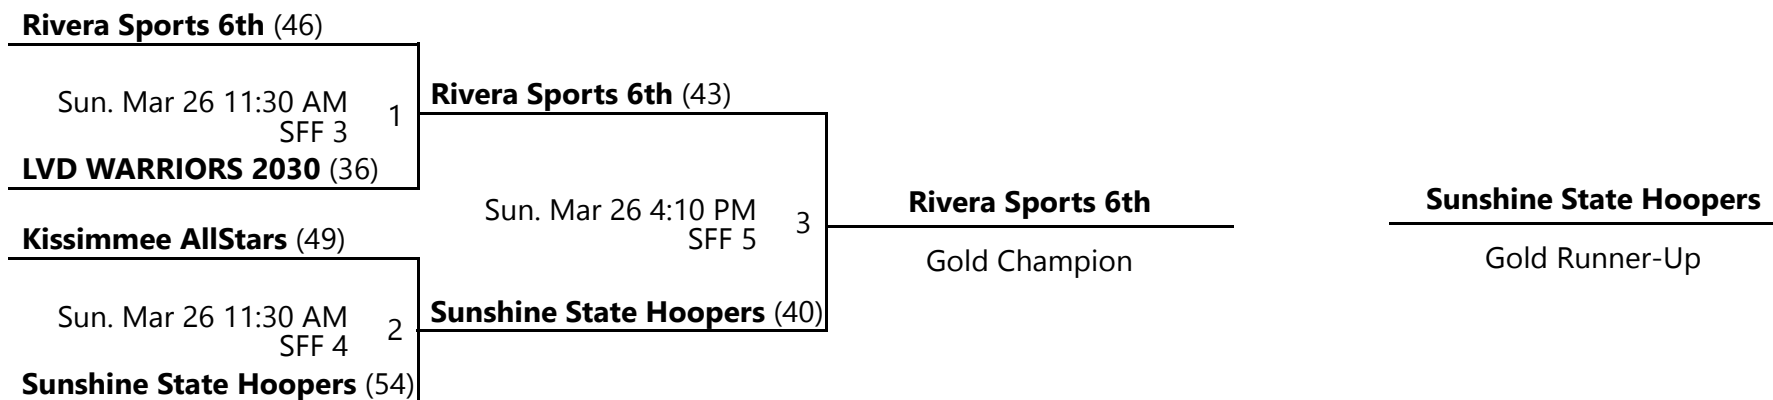 Rivera Sports 6th (46)
Sun. Mar 26 11:30 AM
SFF 3
1
LVD WARRIORS 2030 (36)
Kissimmee AllStars (49)
Sun. Mar 26 11:30 AM
SFF 4
2
Sunshine State Hoopers (54)
Rivera Sports 6th (43)
Sun. Mar 26 4:10 PM
SFF 5
3
Sunshine State Hoopers (40)
Rivera Sports 6th
Gold Champion
Sunshine State Hoopers
Gold Runner-Up